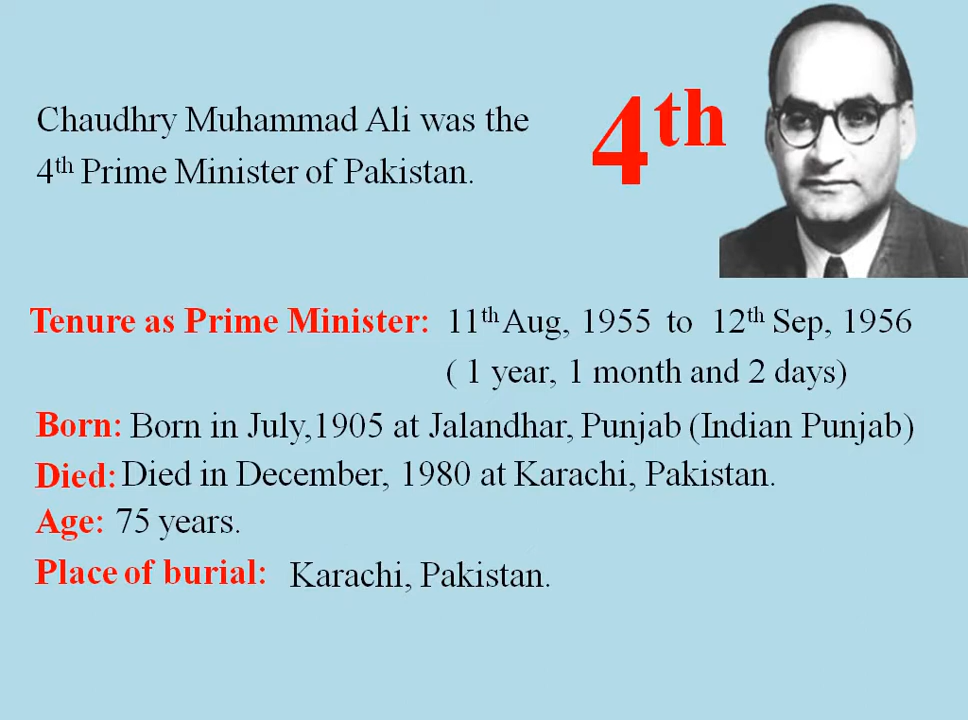 Chaudhry Muhammad Ali was the
4th Prime Minister of Pakistan.
4th
Tenure as Prime Minister: 11th Aug, 1955 to 12th Sep, 1956
( 1 year, 1 month and 2 days)
Born: Born in July,1905 at Jalandhar, Punjab (Indian Punjab)
Died: Died in December, 1980 at Karachi, Pakistan.
Age: 75 years.
Place of burial: Karachi, Pakistan.